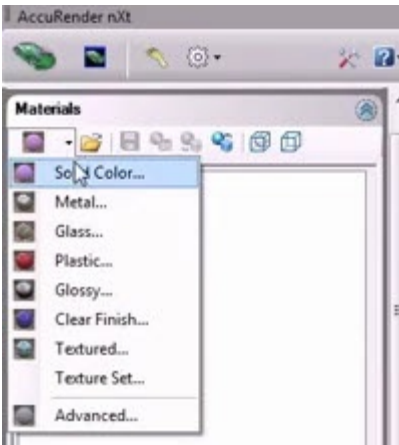 AccuRender nXt
Materials
Solid Color...
Metal...
Glass...
Plastic...
Glossy...
Clear Finish...
Textured...
Texture Set...
Advanced...